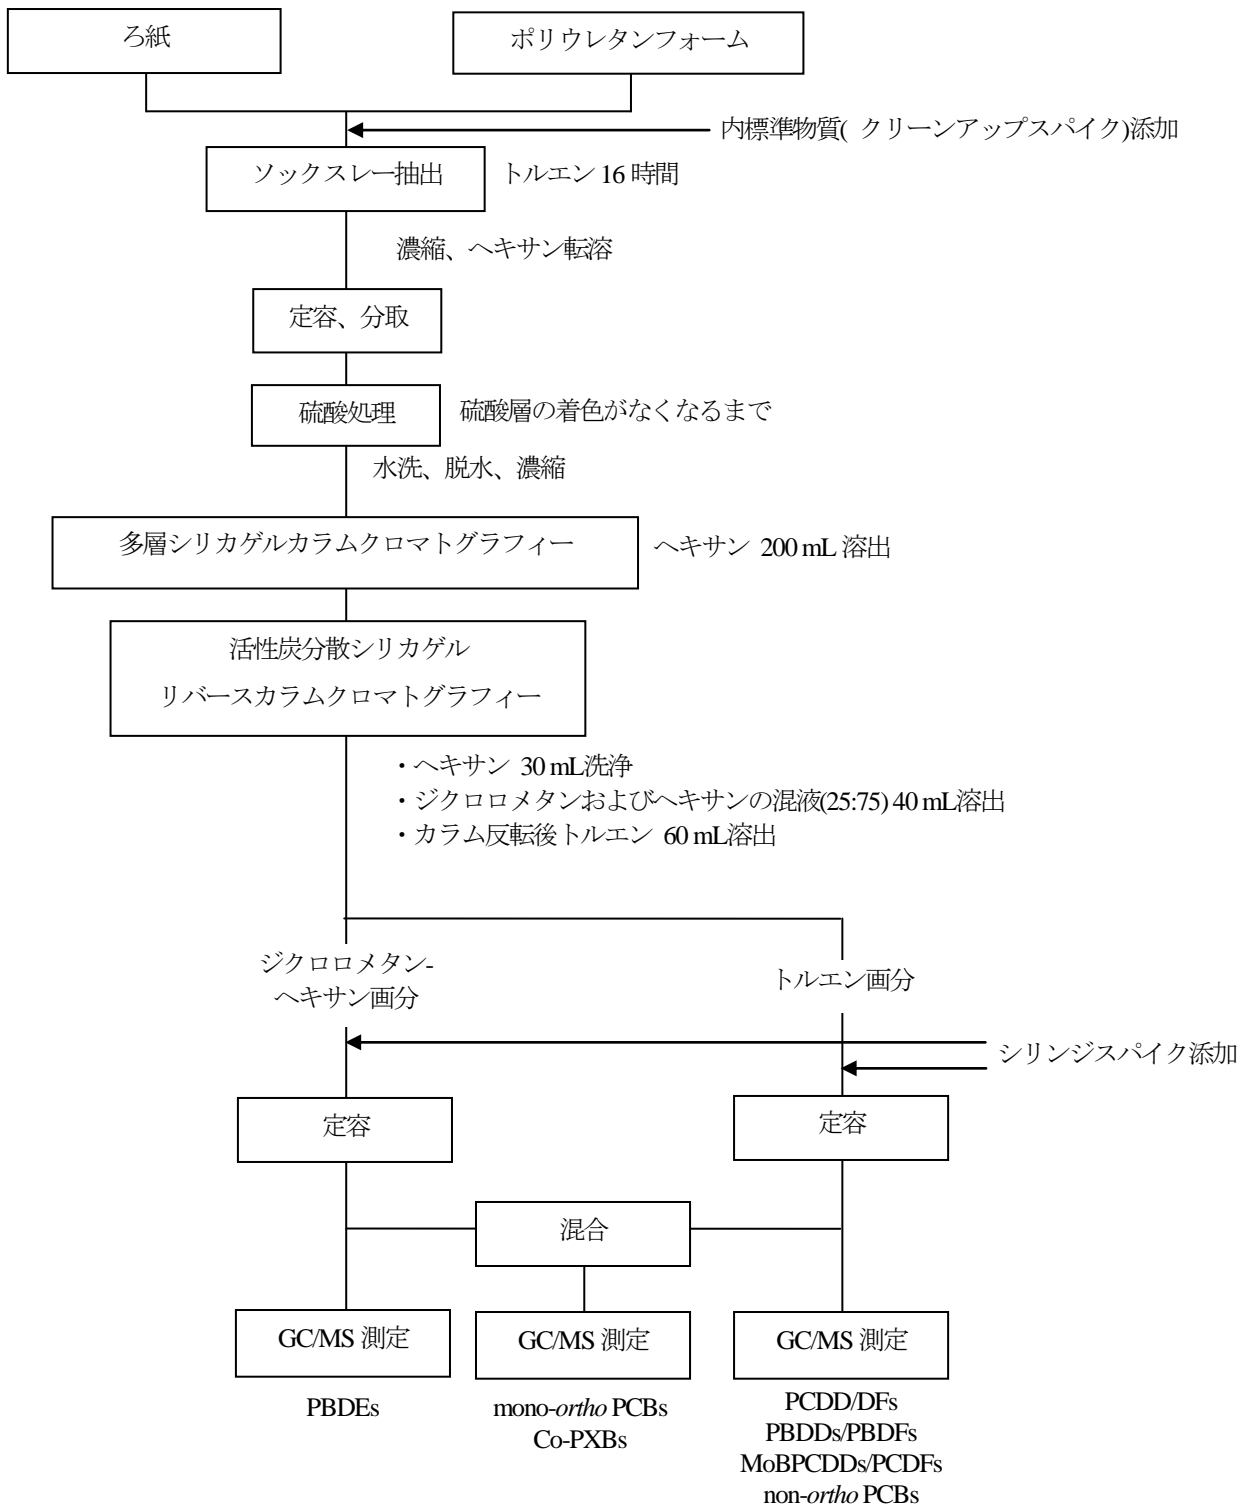 ろ紙
ポリウレタンフォーム
内標準物質( クリーンアップスパイク)添加
ソックスレー抽出
トルエン 16 時間
濃縮、ヘキサン転溶
定容、分取
硫酸処理
硫酸層の着色がなくなるまで
水洗、脱水、濃縮
多層シリカゲルカラムクロマトグラフィー
ヘキサン 200 mL 溶出
活性炭分散シリカゲル
リバースカラムクロマトグラフィー
・ヘキサン 30 mL洗浄
・ジクロロメタンおよびヘキサンの混液(25:75) 40 mL溶出
・カラム反転後トルエン 60 mL溶出
ジクロロメタン-
ヘキサン画分
トルエン画分
シリンジスパイク添加
定容
定容
混合
GC/MS 測定
GC/MS 測定
GC/MS 測定
PBDEs
mono-ortho PCBs
Co-PXBs
PCDD/DFs
PBDDs/PBDFs
MoBPCDDs/PCDFs
non-ortho PCBs